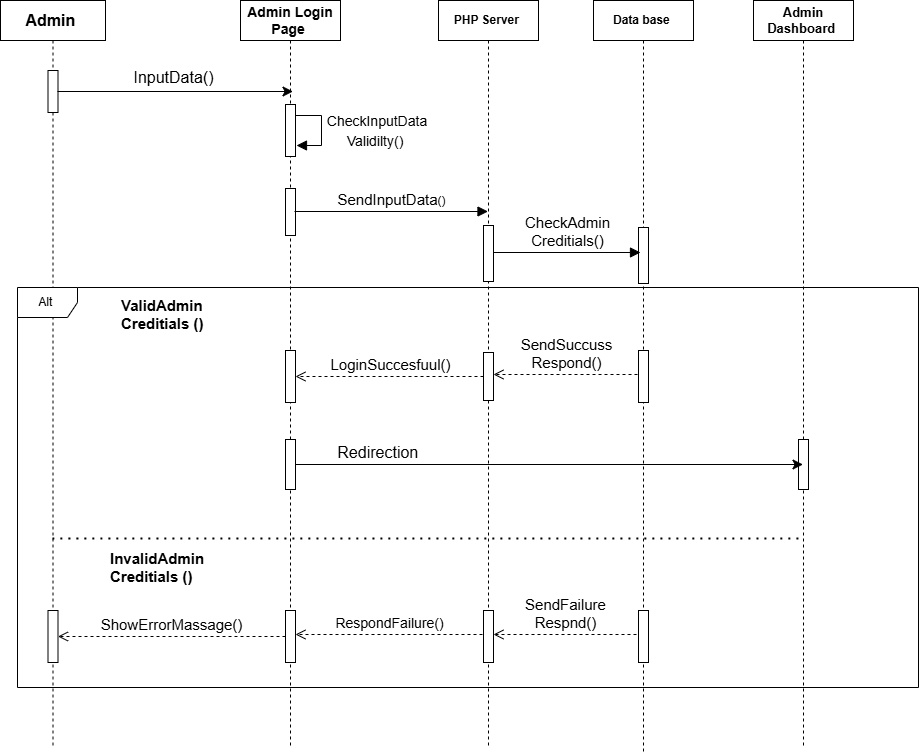 Admin
Admin Login
Page
PHP Server
Data base
Admin
Dashboard
InputData()
CheckInputData
Validilty()
SendInputData()
CheckAdmin
Creditials()
Alt
ValidAdmin
Creditials ()
SendSuccuss
Respond()
LoginSuccesfuul()
Redirection
InvalidAdmin
Creditials ()
SendFailure
Respnd()
RespondFailure()
ShowErrorMassage()